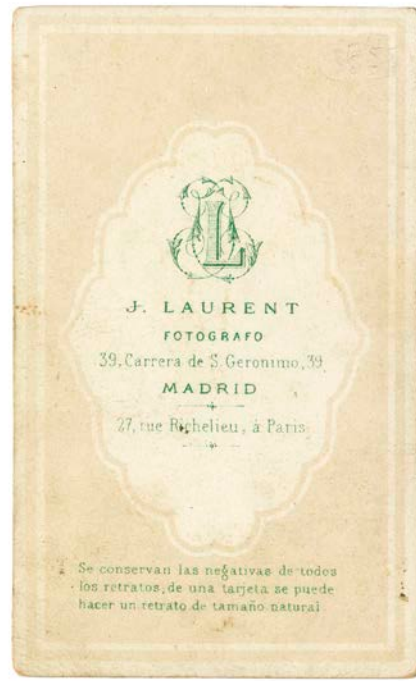 JL
J. LAURENT
FOTOGRAFO
39, Carrera de S. Geronimo, 39
MADRID
27, rue Richelieu, à Paris
Se conservan las negativas de todos
los retratos; de una tarjeta se puede
hacer un retrato de tamaño natural